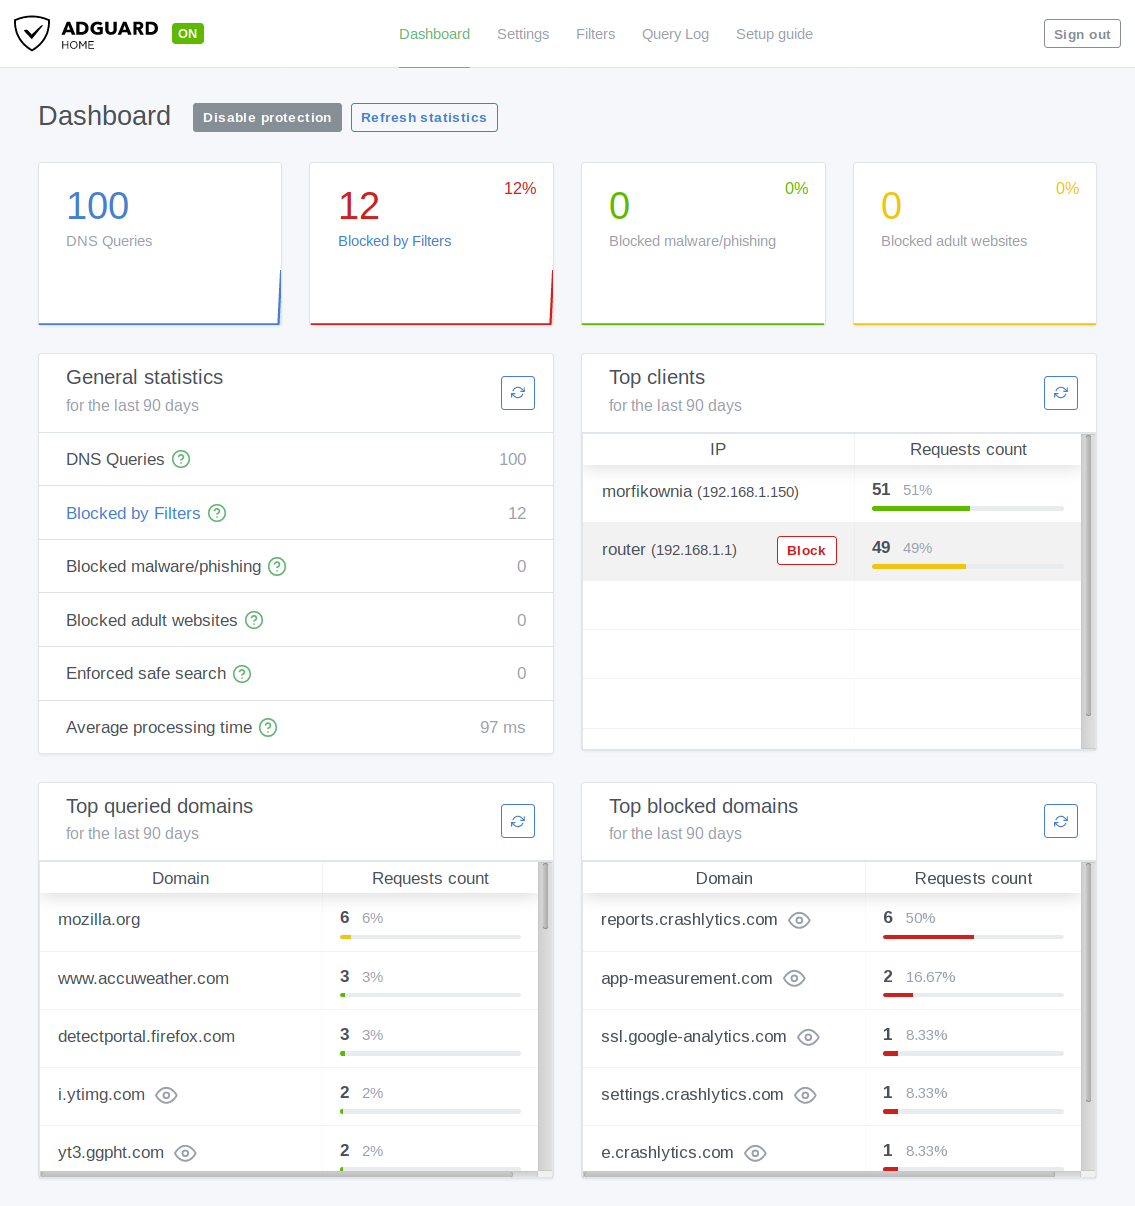 ADGUARD
HOME
ON
Dashboard
Settings
Filters
Query Log
Setup guide
Sign out
Dashboard
Disable protection
Refresh statistics
100
DNS Queries
12
12%
Blocked by Filters
0
0%
Blocked malware/phishing
0
0%
Blocked adult websites
General statistics
for the last 90 days
DNS Queries 100
Blocked by Filters 12
Blocked malware/phishing 0
Blocked adult websites 0
Enforced safe search 0
Average processing time 97 ms
Top clients
for the last 90 days
IP Requests count
morfikownia (192.168.1.150) 51 51%
router (192.168.1.1) Block 49 49%
Top queried domains
for the last 90 days
Domain Requests count
mozilla.org 6 6%
www.accuweather.com 3 3%
detectportal.firefox.com 3 3%
i.ytimg.com 2 2%
yt3.ggpht.com 2 2%
Top blocked domains
for the last 90 days
Domain Requests count
reports.crashlytics.com 6 50%
app-measurement.com 2 16.67%
ssl.google-analytics.com 1 8.33%
settings.crashlytics.com 1 8.33%
e.crashlytics.com 1 8.33%